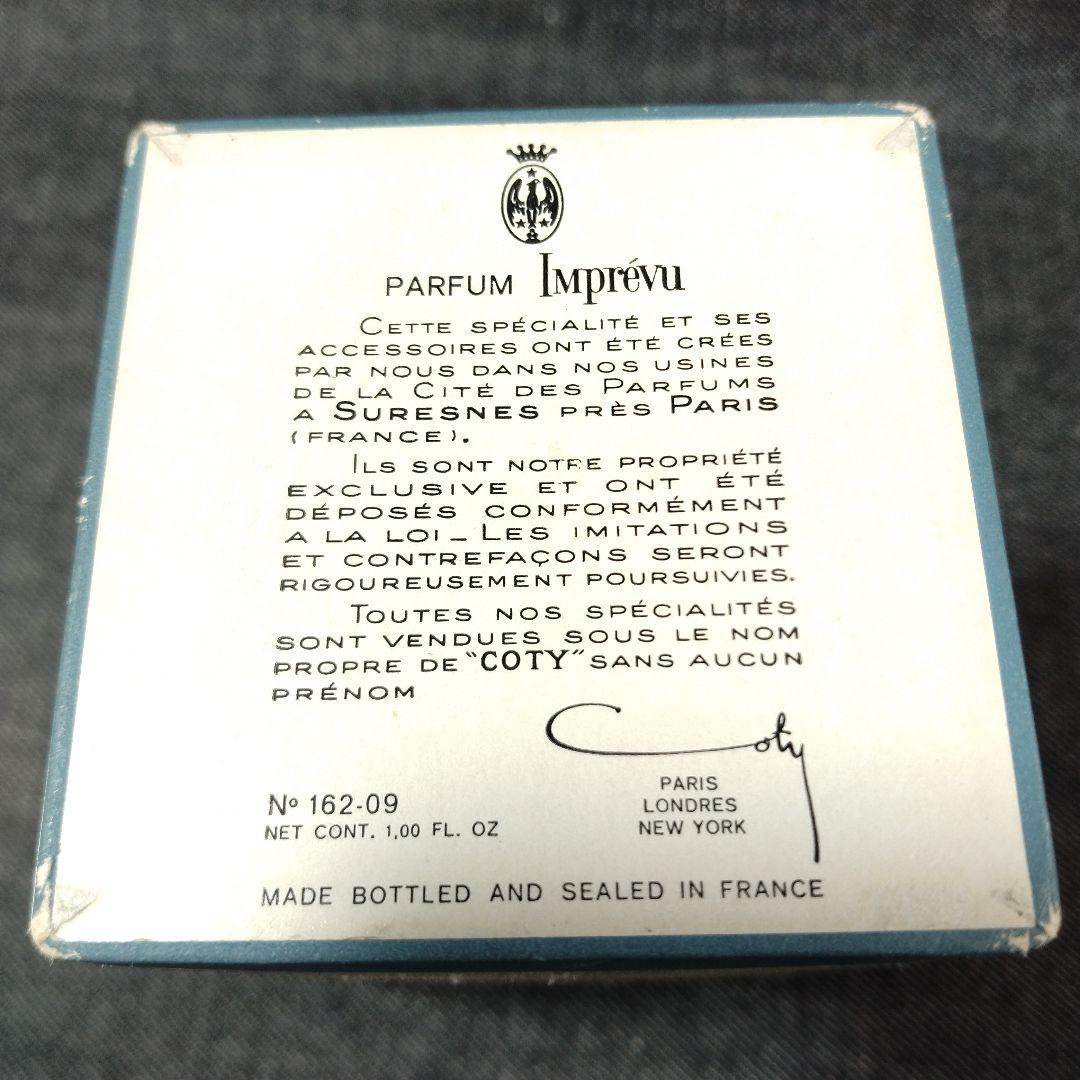 PARFUM Imprévu
CETTE SPÉCIALITÉ ET SES
ACCESSOIRES ONT ÉTÉ CRÉES
PAR NOUS DANS NOS USINES
DE LA CITÉ DES PARFUMS
A SURESNES PRÈS PARIS
(FRANCE).
ILS SONT NOTRE PROPRIÉTÉ
EXCLUSIVE ET ONT ÉTÉ
DÉPOSÉS CONFORMÉMENT
A LA LOI _ LES IMITATIONS
ET CONTREFAÇONS SERONT
RIGOUREUSEMENT POURSUIVIES.
TOUTES NOS SPÉCIALITÉS
SONT VENDUES SOUS LE NOM
PROPRE DE "COTY" SANS AUCUN
PRÉNOM
Coty
PARIS
LONDRES
NEW YORK
Nº 162-09
NET CONT. 1,00 FL. OZ
MADE BOTTLED AND SEALED IN FRANCE